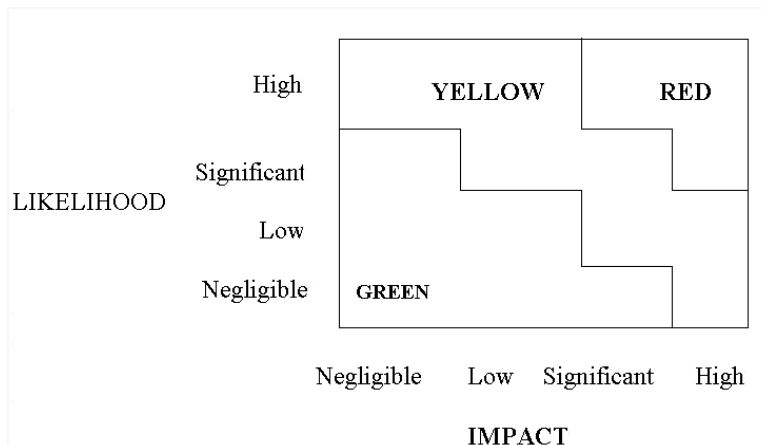 High YELLOW RED
Significant
LIKELIHOOD
Low
Negligible GREEN
Negligible Low Significant High
IMPACT